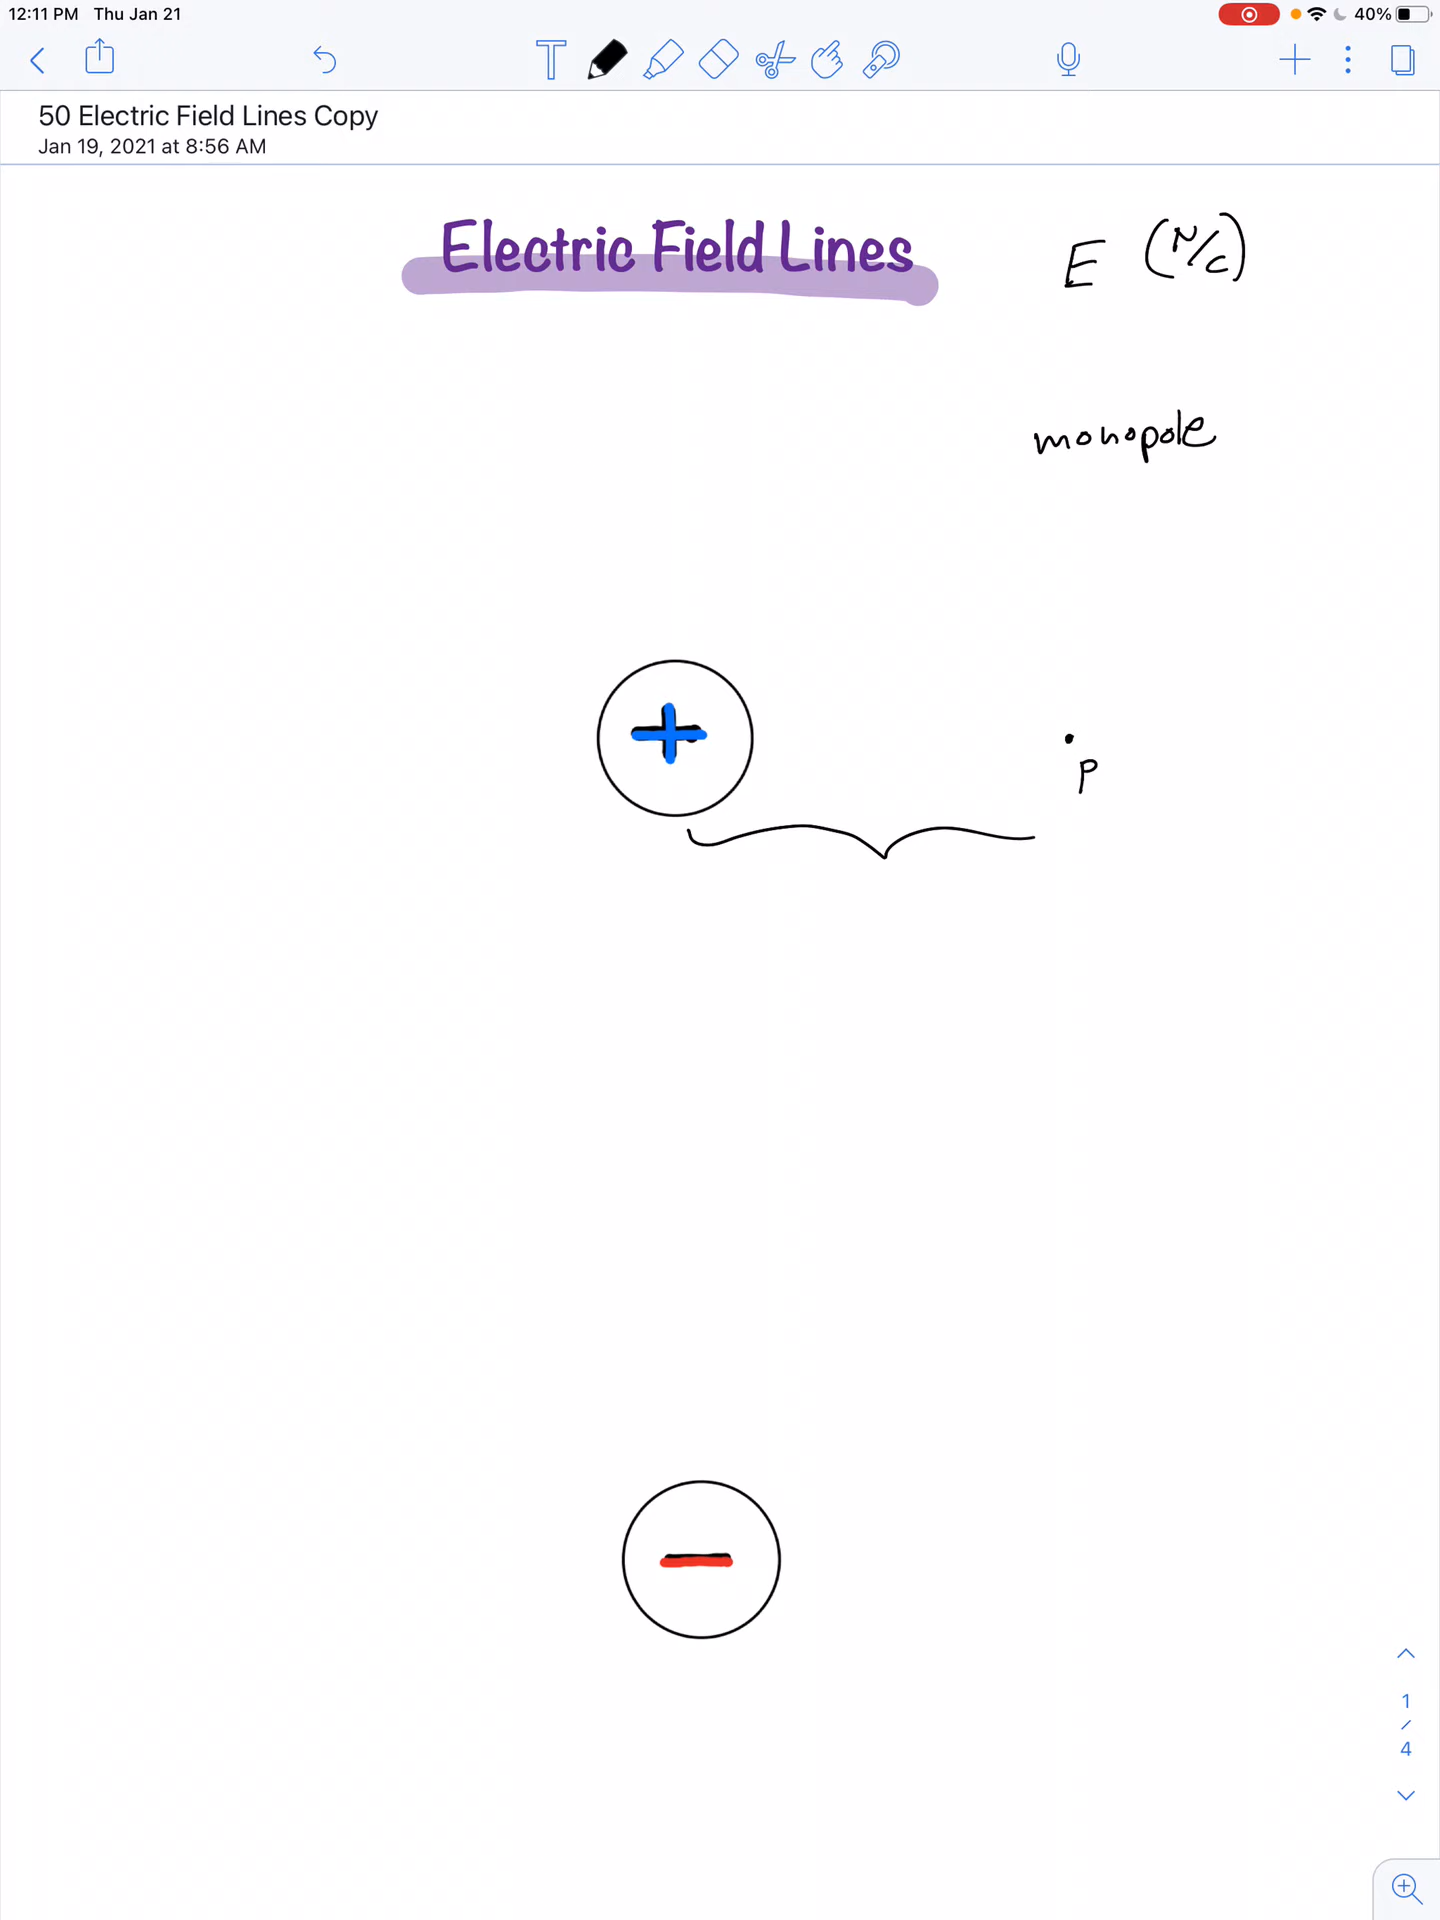 12:11 PM Thu Jan 21
40%
50 Electric Field Lines Copy
Jan 19, 2021 at 8:56 AM
Electric Field Lines E (N/C)
monopole
+
P
−
1
/
4